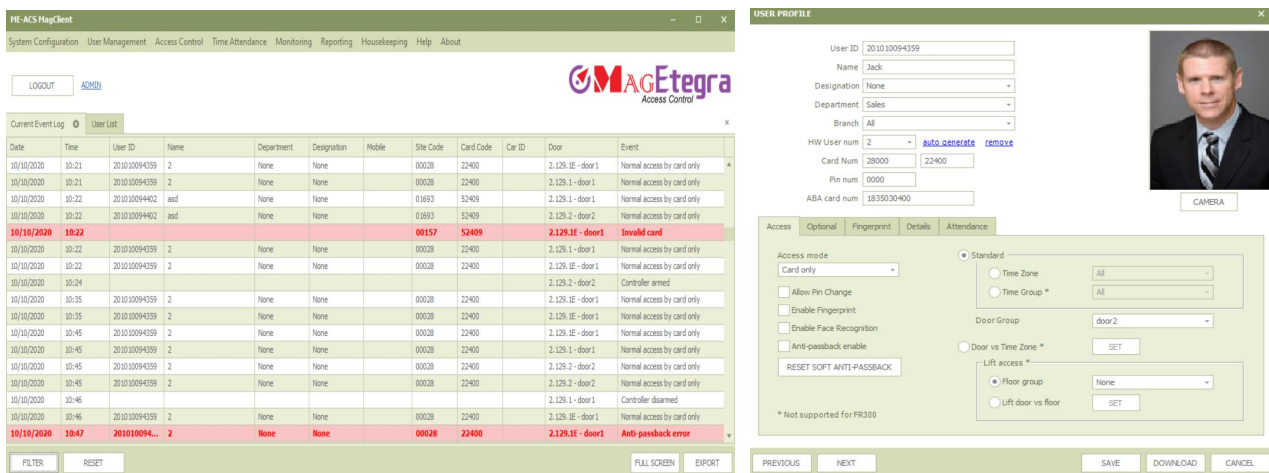 ME-ACS MagClient
System Configuration User Management Access Control Time Attendance Monitoring Reporting Housekeeping Help About
LOGOUT ADMIN
MAGEtegra
Access Control
Current Event Log User List
Date Time User ID Name Department Designation Mobile Site Code Card Code Car ID Door Event
10/10/2020 10:21 201010094359 2 None None 00028 22400 2.129.1E - door1 Normal access by card only
10/10/2020 10:21 201010094359 2 None None 00028 22400 2.129.1 - door1 Normal access by card only
10/10/2020 10:22 201010094402 asd None None 01693 52409 2.129.1 - door1 Normal access by card only
10/10/2020 10:22 201010094402 asd None None 01693 52409 2.129.2 - door2 Normal access by card only
10/10/2020 10:22 00157 52409 2.129.1E - door1 Invalid card
10/10/2020 10:22 201010094359 2 None None 00028 22400 2.129.1 - door1 Normal access by card only
10/10/2020 10:22 201010094359 2 None None 00028 22400 2.129.1E - door1 Normal access by card only
10/10/2020 10:24 2.129.2 - door2 Controller armed
10/10/2020 10:35 201010094359 2 None None 00028 22400 2.129.1E - door1 Normal access by card only
10/10/2020 10:35 201010094359 2 None None 00028 22400 2.129.1E - door1 Normal access by card only
10/10/2020 10:45 201010094359 2 None None 00028 22400 2.129.1E - door1 Normal access by card only
10/10/2020 10:45 201010094359 2 None None 00028 22400 2.129.1 - door1 Normal access by card only
10/10/2020 10:45 201010094359 2 None None 00028 22400 2.129.2 - door2 Normal access by card only
10/10/2020 10:45 201010094359 2 None None 00028 22400 2.129.2 - door2 Normal access by card only
10/10/2020 10:46 2.129.1 - door1 Controller disarmed
10/10/2020 10:46 201010094359 2 None None 00028 22400 2.129.1E - door1 Normal access by card only
10/10/2020 10:47 201010094... 2 None None 00028 22400 2.129.1E - door1 Anti-passback error
FILTER RESET FULL SCREEN EXPORT
USER PROFILE
User ID 201010094359
Name Jack
Designation None
Department Sales
Branch All
HW User num 2 auto generate remove
Card Num 28000 22400
Pin num 0000
ABA card num 1835030400
CAMERA
Access Optional Fingerprint Details Attendance
Access mode
Card only
Allow Pin Change
Enable Fingerprint
Enable Face Recognition
Anti-passback enable
RESET SOFT ANTI-PASSBACK
* Not supported for FR300
Standard
Time Zone All
Time Group * All
Door Group door2
Door vs Time Zone * SET
Lift access *
Floor group None
Lift door vs floor SET
PREVIOUS NEXT SAVE DOWNLOAD CANCEL